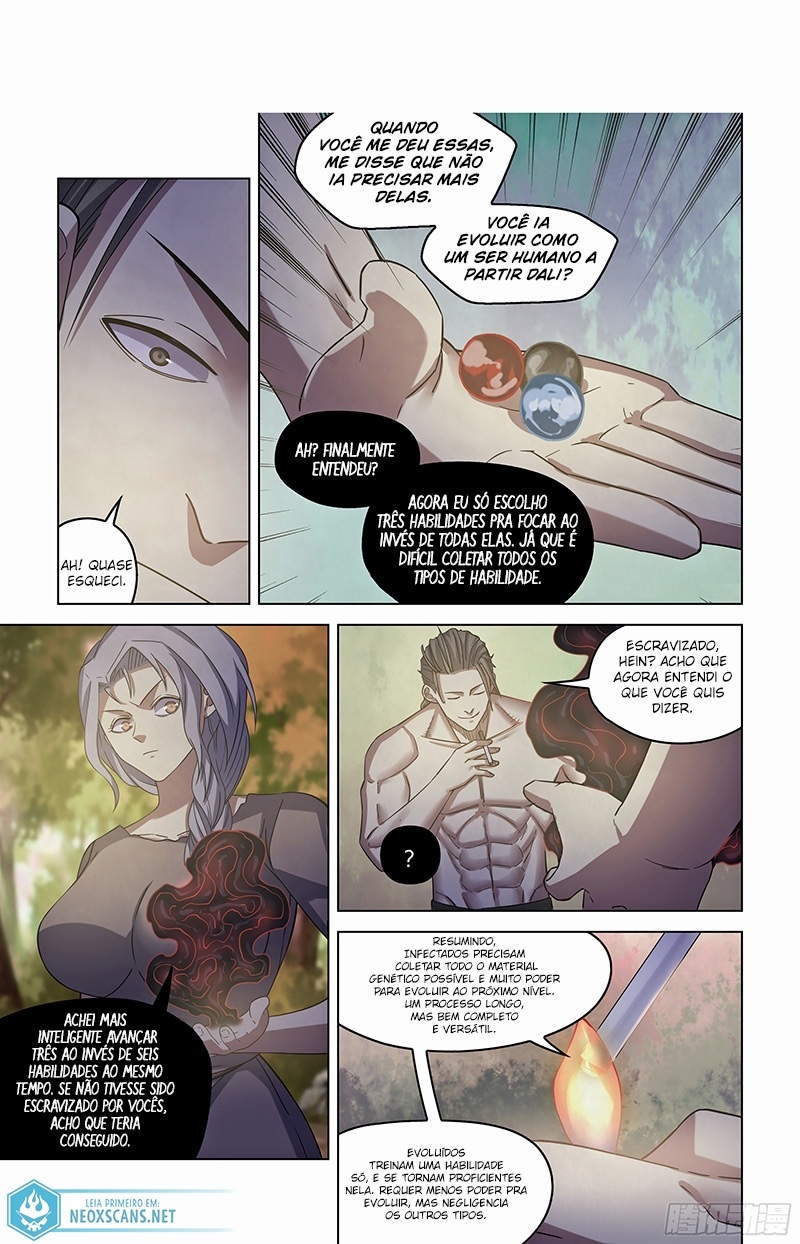 QUANDO
VOCÊ ME DEU ESSAS,
ME DISSE QUE NÃO
IA PRECISAR MAIS
DELAS.
VOCÊ IA
EVOLUIR COMO
UM SER HUMANO A
PARTIR DALI?
AH! QUASE
ESQUECI.
AH? FINALMENTE
ENTENDEU?
AGORA EU SÓ ESCOLHO
TRÊS HABILIDADES PRA FOCAR AO
INVÉS DE TODAS ELAS. JÁ QUE É
DIFÍCIL COLETAR TODOS OS
TIPOS DE HABILIDADE.
ACHEI MAIS
INTELIGENTE AVANÇAR
TRÊS AO INVÉS DE SEIS
HABILIDADES AO MESMO
TEMPO. SE NÃO TIVESSE SIDO
ESCRAVIZADO POR VOCÊS,
ACHO QUE TERIA
CONSEGUIDO.
ESCRAVIZADO,
HEIN? ACHO QUE
AGORA ENTENDI O
QUE VOCÊ QUIS
DIZER.
?
RESUMINDO,
INFECTADOS PRECISAM
COLETAR TODO O MATERIAL
GENÉTICO POSSÍVEL E MUITO PODER
PARA EVOLUIR AO PRÓXIMO NÍVEL.
UM PROCESSO LONGO,
MAS BEM COMPLETO
E VERSÁTIL.
EVOLUÍDOS
TREINAM UMA HABILIDADE
SÓ, E SE TORNAM PROFICIENTES
NELA. REQUER MENOS PODER PRA
EVOLUIR, MAS NEGLIGENCIA
OS OUTROS TIPOS.
LEIA PRIMEIRO EM:
NEOXSCANS.NET
腾讯动漫